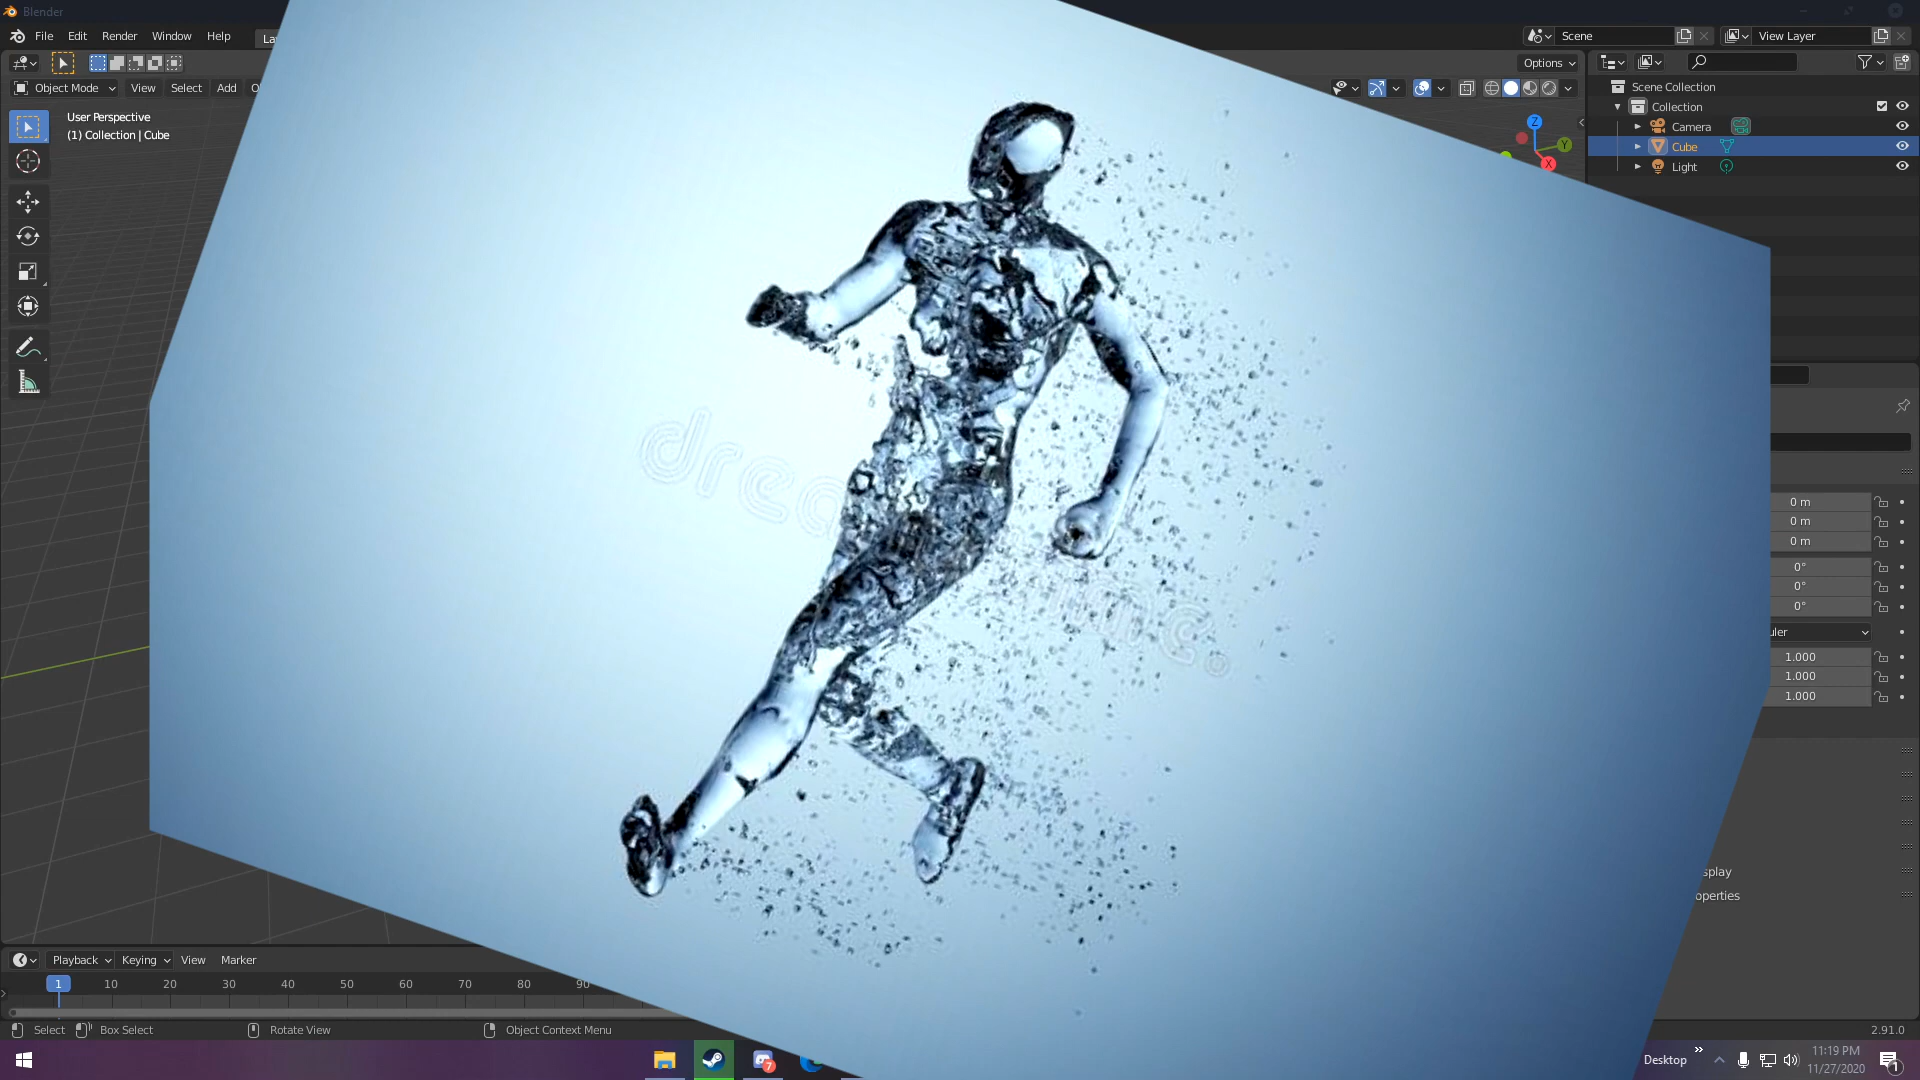 Blender
File Edit Render Window Help
Scene
View Layer
Options
Object Mode View Select Add
User Perspective
(1) Collection | Cube
Z
Y
X
Scene Collection
Collection
Camera
Cube
Light
0 m
0 m
0 m
0°
0°
0°
1.000
1.000
1.000
Playback Keying View Marker
1 10 20 30 40 50 60 70 80 90
Select Box Select Rotate View Object Context Menu
2.91.0
7
Desktop
11:19 PM
11/27/2020
1